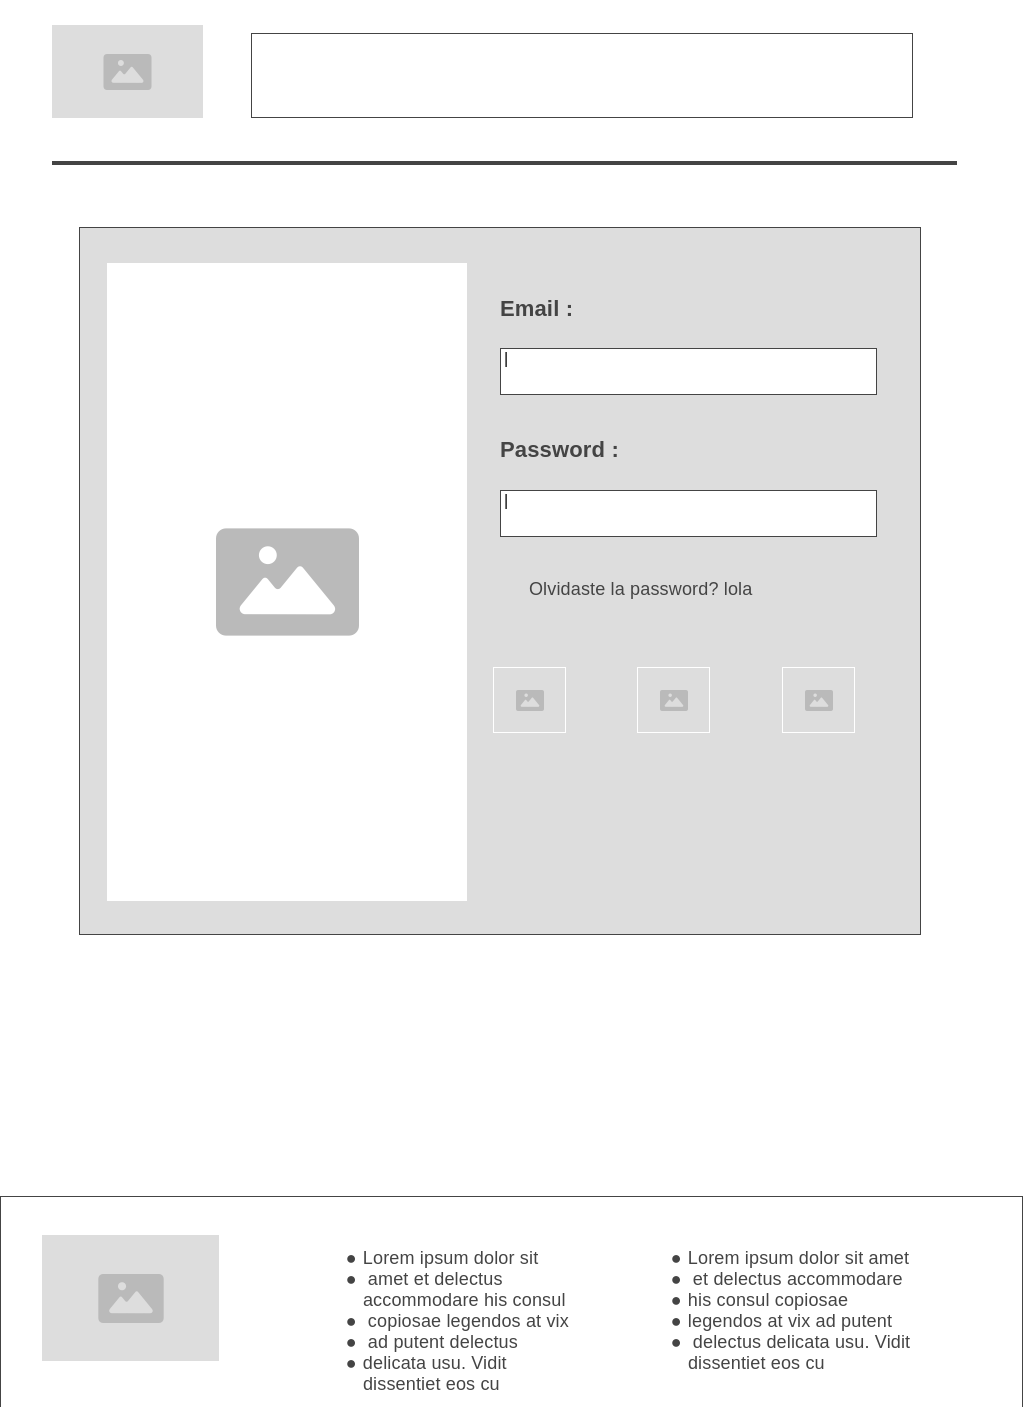 Email :
Password :
Olvidaste la password? lola
● Lorem ipsum dolor sit
● amet et delectus
accommodare his consul
● copiosae legendos at vix
● ad putent delectus
● delicata usu. Vidit
dissentiet eos cu
● Lorem ipsum dolor sit amet
● et delectus accommodare
● his consul copiosae
● legendos at vix ad putent
● delectus delicata usu. Vidit
dissentiet eos cu